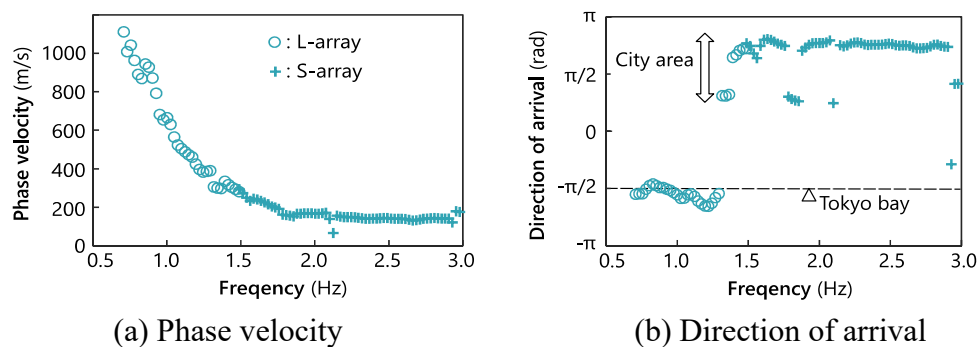 Phase velocity (m/s)
1000
800
600
400
200
0
0.5 1.0 1.5 2.0 2.5 3.0
Freqency (Hz)
: L-array
: S-array
(a) Phase velocity
Direction of arrival (rad)
π
π/2
0
-π/2
-π
0.5 1.0 1.5 2.0 2.5 3.0
Freqency (Hz)
City area
Tokyo bay
(b) Direction of arrival